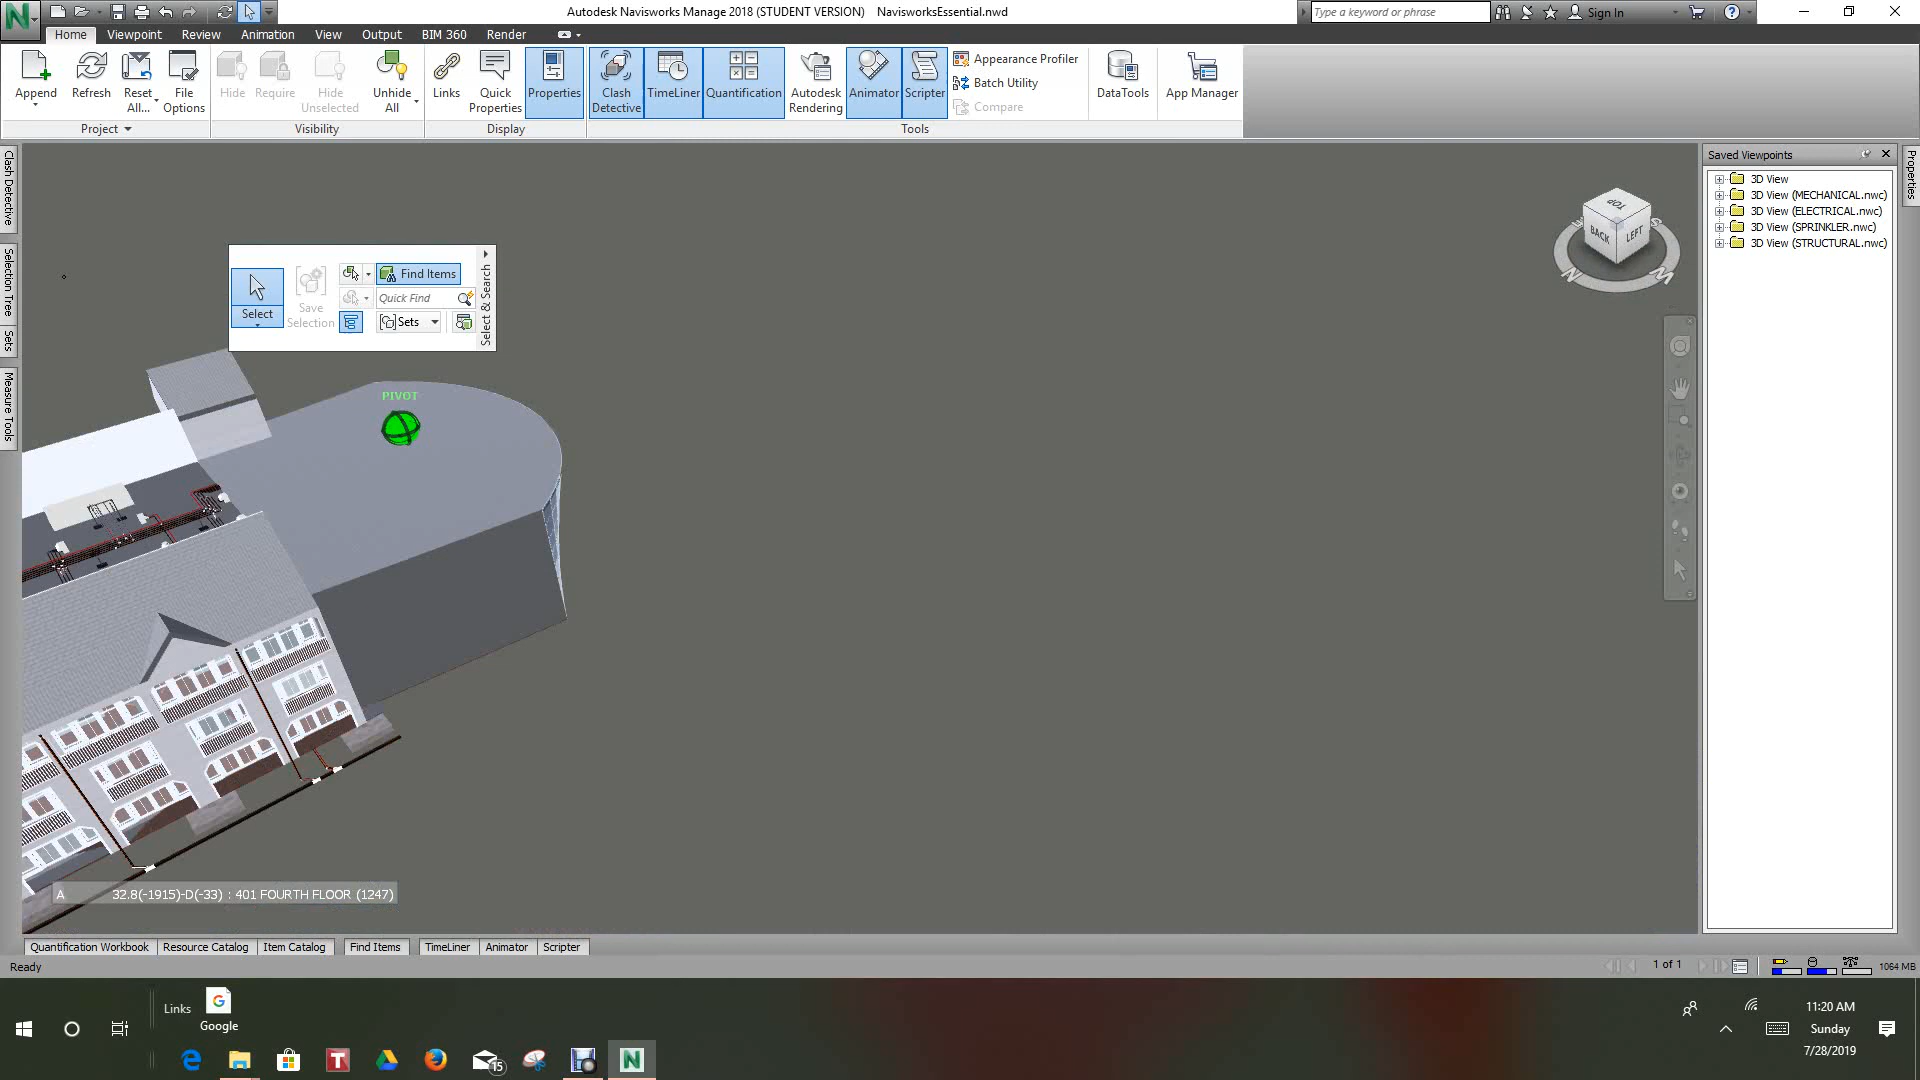 Autodesk Navisworks Manage 2018 (STUDENT VERSION) NavisworksEssential.nwd
Type a keyword or phrase
Sign In
Home Viewpoint Review Animation View Output BIM 360 Render
Append
Refresh
Reset All...
File Options
Hide
Require
Hide Unselected
Unhide All
Links
Quick Properties
Properties
Clash Detective
TimeLiner
Quantification
Autodesk Rendering
Animator
Scripter
Appearance Profiler
Batch Utility
Compare
DataTools
App Manager
Project
Visibility
Display
Tools
Clash Detective
Selection Tree
Sets
Measure Tools
Select
Save Selection
Find Items
Quick Find
Sets
Select & Search
PIVOT
TOP
BACK
LEFT
N
Saved Viewpoints
3D View
3D View (MECHANICAL.nwc)
3D View (ELECTRICAL.nwc)
3D View (SPRINKLER.nwc)
3D View (STRUCTURAL.nwc)
Properties
A 32.8(-1915)-D(-33) : 401 FOURTH FLOOR (1247)
Quantification Workbook Resource Catalog Item Catalog Find Items TimeLiner Animator Scripter
Ready
1 of 1
1064 MB
Links
Google
15
11:20 AM
Sunday
7/28/2019